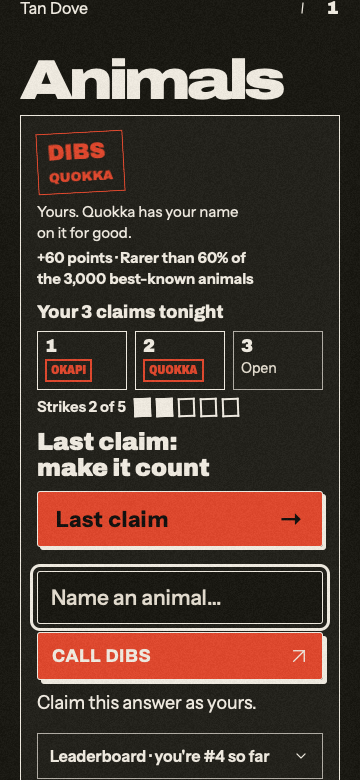 Tan Dove / 1
Animals
DIBS
QUOKKA
Yours. Quokka has your name
on it for good.
+60 points · Rarer than 60% of
the 3,000 best-known animals
Your 3 claims tonight
1 2 3
OKAPI QUOKKA Open
Strikes 2 of 5
Last claim:
make it count
Last claim →
Name an animal...
CALL DIBS
Claim this answer as yours.
Leaderboard · you're #4 so far